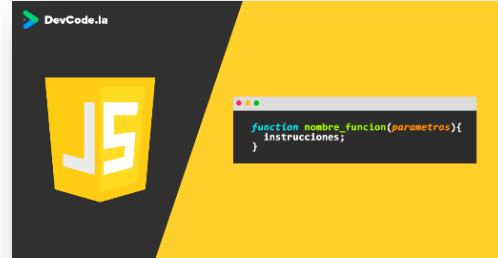 DevCode.la
JS
function nombre_funcion(parametros){
  instrucciones;
}